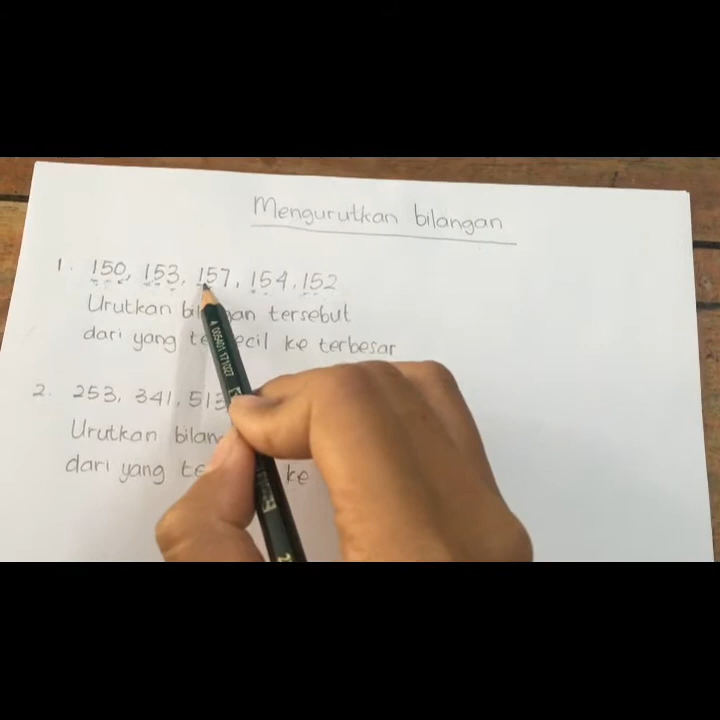 Mengurutkan bilangan
1. 150, 153, 157, 154, 152
Urutkan tersebut
dari yang ke terbesar
2. 253, 341, 513
Urutkan
dari yang ke